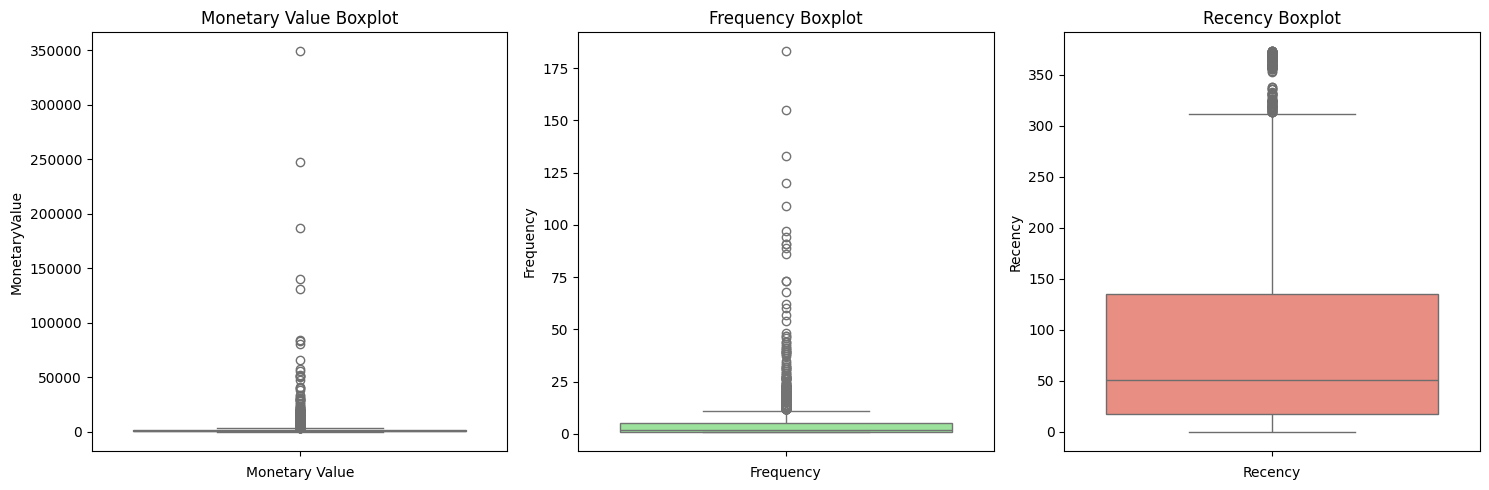 Monetary Value Boxplot
MonetaryValue
350000
300000
250000
200000
150000
100000
50000
0
Monetary Value
Frequency Boxplot
Frequency
175
150
125
100
75
50
25
0
Frequency
Recency Boxplot
Recency
350
300
250
200
150
100
50
0
Recency